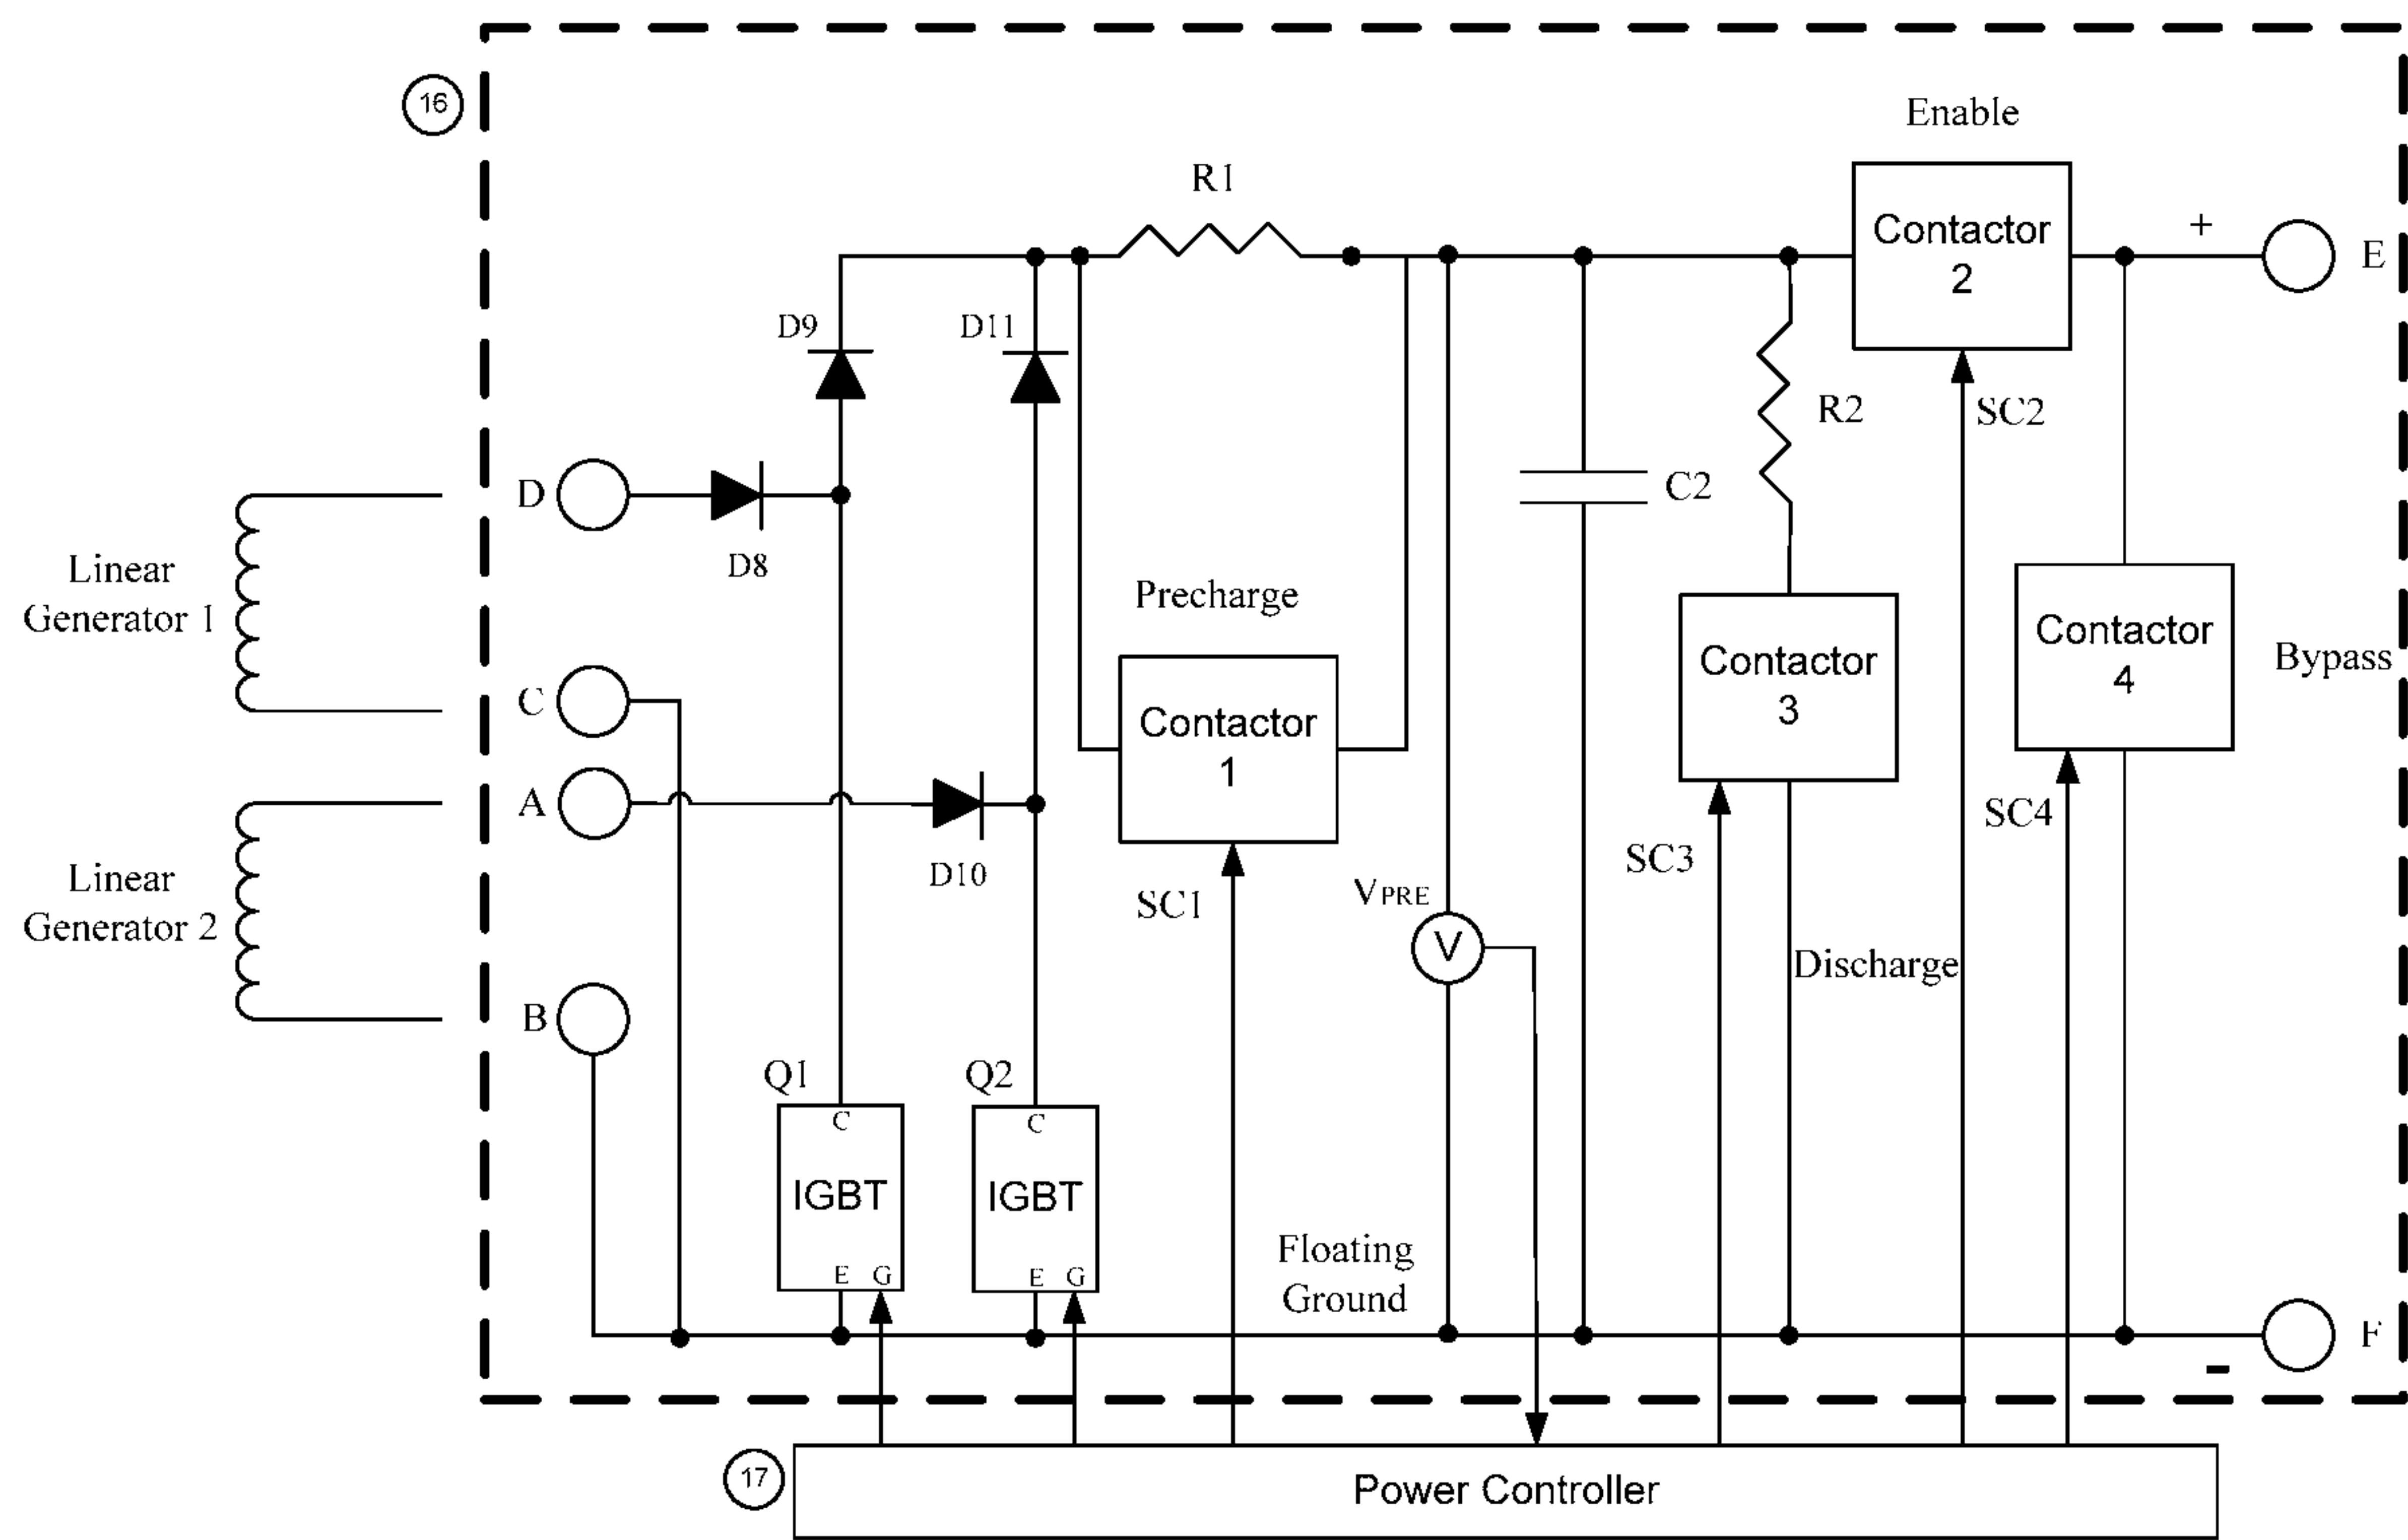 16
Enable
R1
Contactor
2
+
E
D9
D11
SC2
R2
D
D8
C2
Linear
Generator 1
Precharge
Contactor
4
Bypass
C
Contactor
1
Contactor
3
A
SC4
SC3
D10
Linear
Generator 2
SC1
VPRE
V
Discharge
B
Q1
Q2
C
C
IGBT
IGBT
E G
E G
Floating
Ground
F
-
17
Power Controller